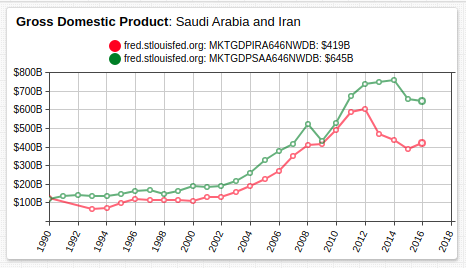 Gross Domestic Product: Saudi Arabia and Iran
fred.stlouisfed.org: MKTGDPIRA646NWDB: $419B
fred.stlouisfed.org: MKTGDPSAA646NWDB: $645B
$800B
$700B
$600B
$500B
$400B
$300B
$200B
$100B
1990
1992
1994
1996
1998
2000
2002
2004
2006
2008
2010
2012
2014
2016
2018